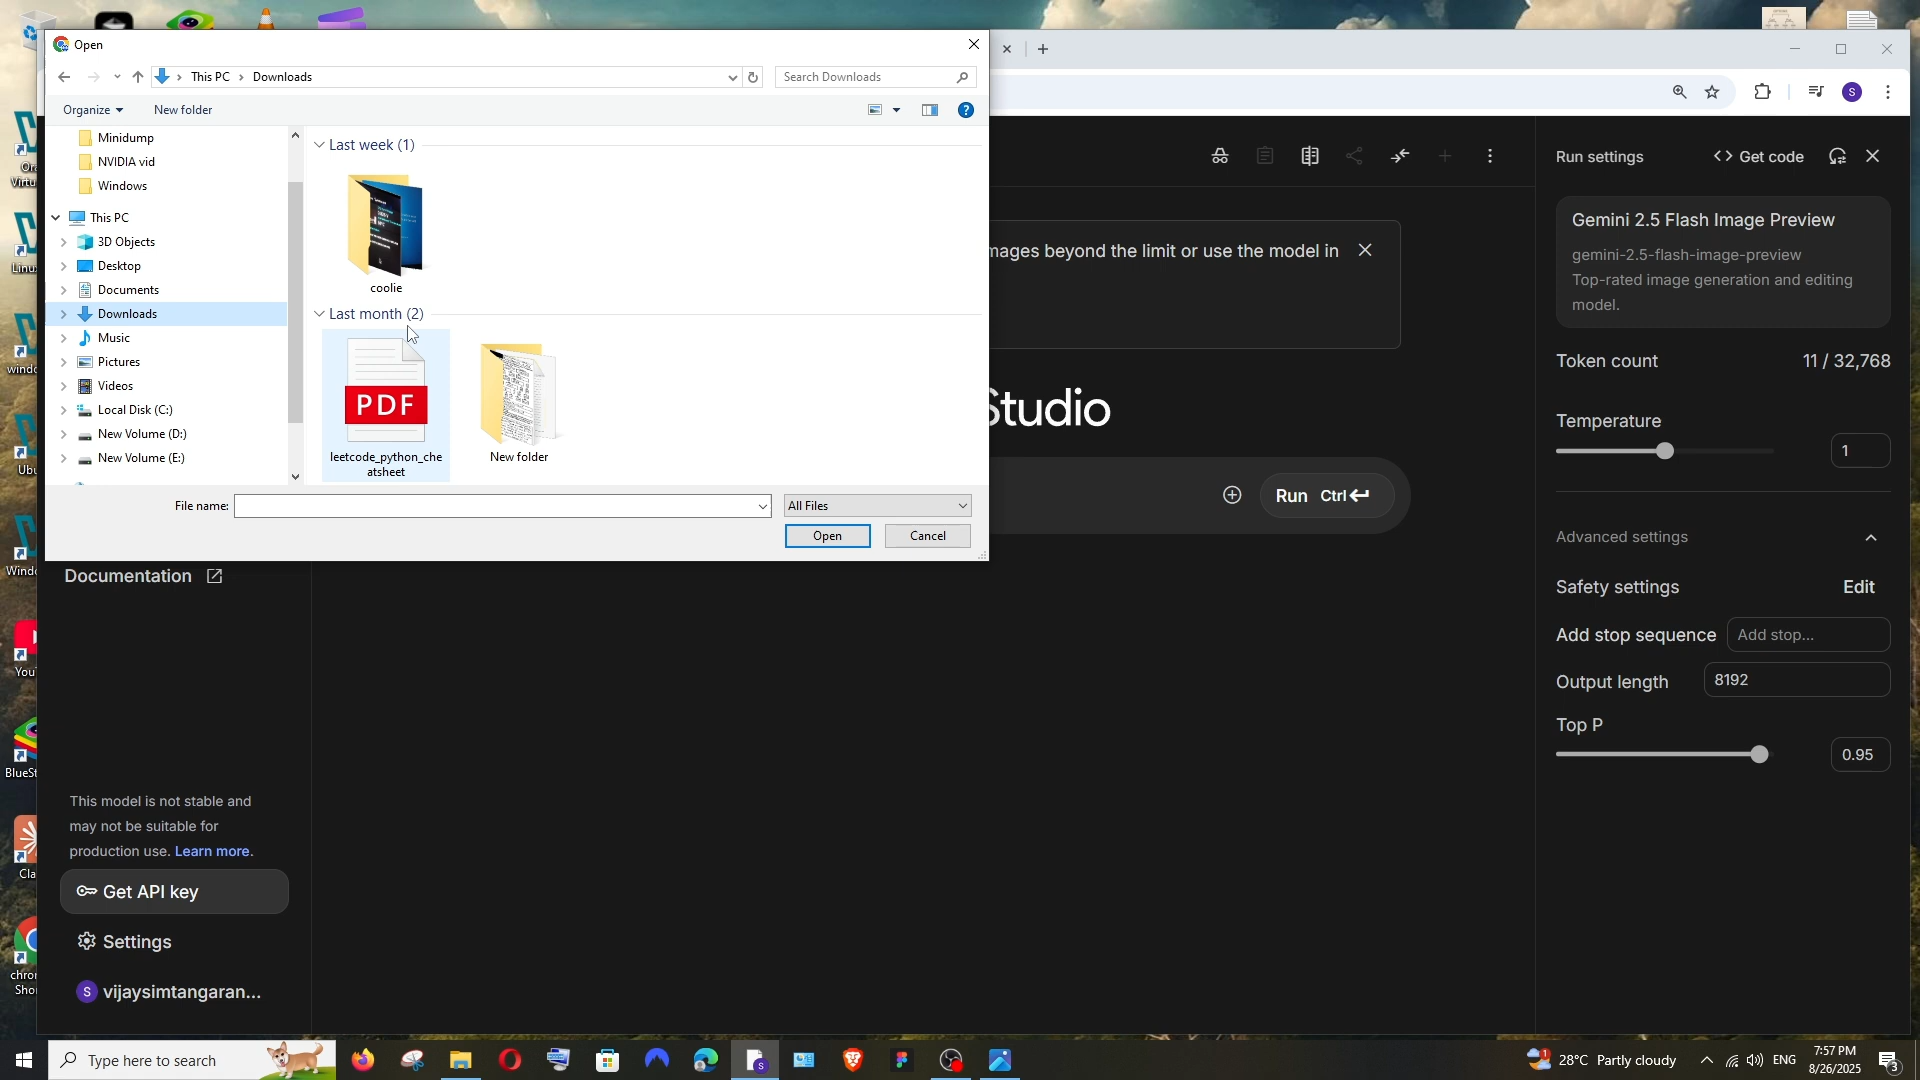 Open
This PC
Downloads
Search Downloads
Organize
New folder
Minidump
NVIDIA vid
Windows
This PC
3D Objects
Desktop
Documents
Downloads
Music
Pictures
Videos
Local Disk (C:)
New Volume (D:)
New Volume (E:)
Last week (1)
coolie
Last month (2)
PDF
leetcode_python_che
atsheet
New folder
File name:
All Files
Open
Cancel
mages beyond the limit or use the model in
Studio
Run Ctrl
Documentation
This model is not stable and
may not be suitable for
production use. Learn more.
Get API key
Settings
S
vijaysimtangaran...
S
Run settings
<> Get code
Gemini 2.5 Flash Image Preview
gemini-2.5-flash-image-preview
Top-rated image generation and editing
model.
Token count
11 / 32,768
Temperature
1
Advanced settings
Safety settings
Edit
Add stop sequence
Add stop...
Output length
8192
Top P
0.95
Type here to search
28°C Partly cloudy
ENG
7:57 PM
8/26/2025
3